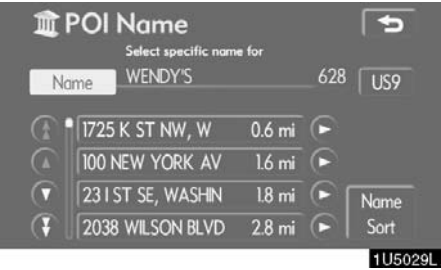 POI Name
Select specific name for
Name WENDY'S 628 US9
1725 K ST NW, W 0.6 mi
100 NEW YORK AV 1.6 mi
23 I ST SE, WASHIN 1.8 mi
2038 WILSON BLVD 2.8 mi
Name
Sort
1U5029L